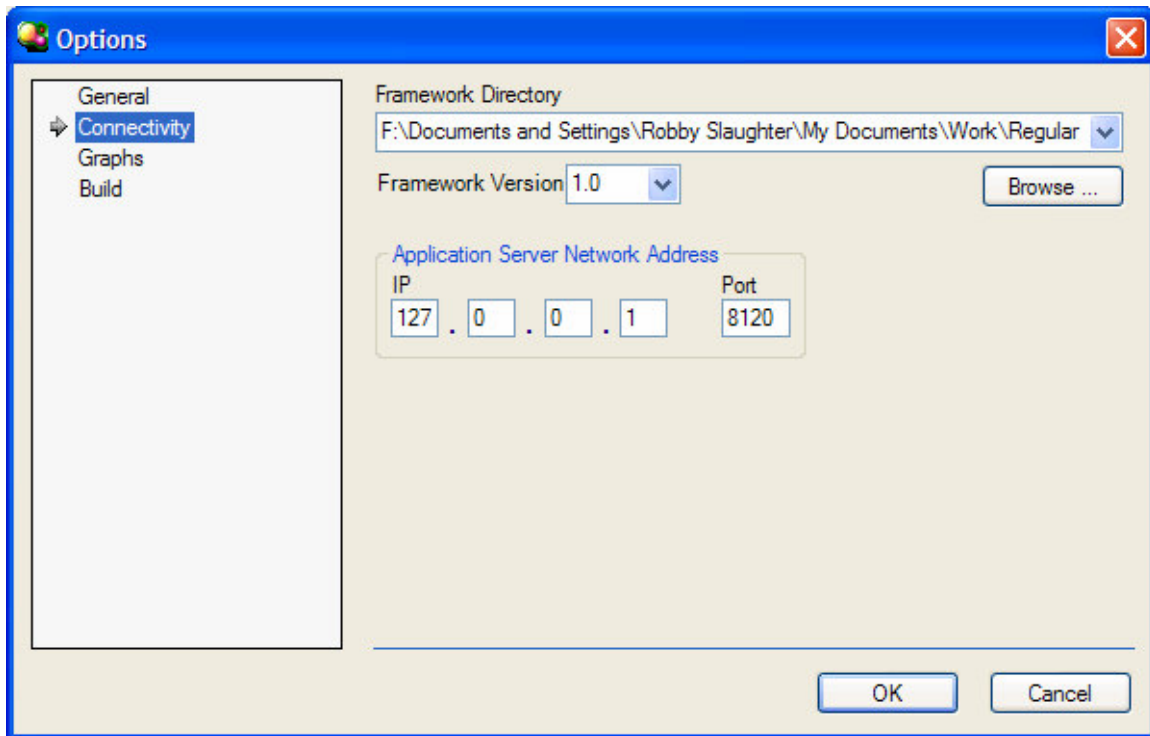 Options
General
Connectivity
Graphs
Build
Framework Directory
F:\Documents and Settings\Robby Slaughter\My Documents\Work\Regular
Framework Version 1.0
Browse ...
Application Server Network Address
IP Port
127 . 0 . 0 . 1 8120
OK Cancel